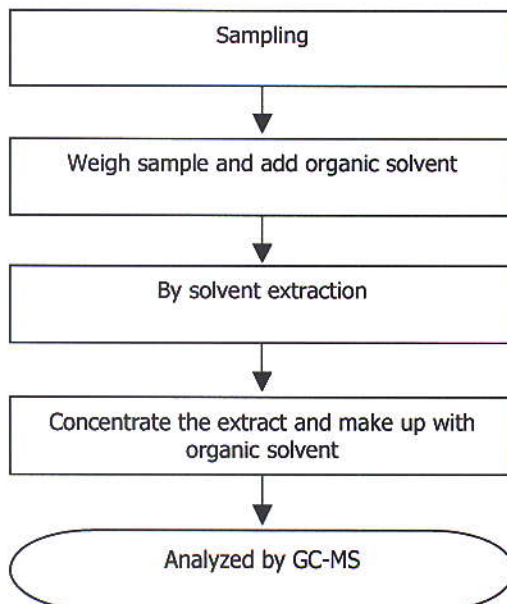 Sampling
Weigh sample and add organic solvent
By solvent extraction
Concentrate the extract and make up with
organic solvent
Analyzed by GC-MS